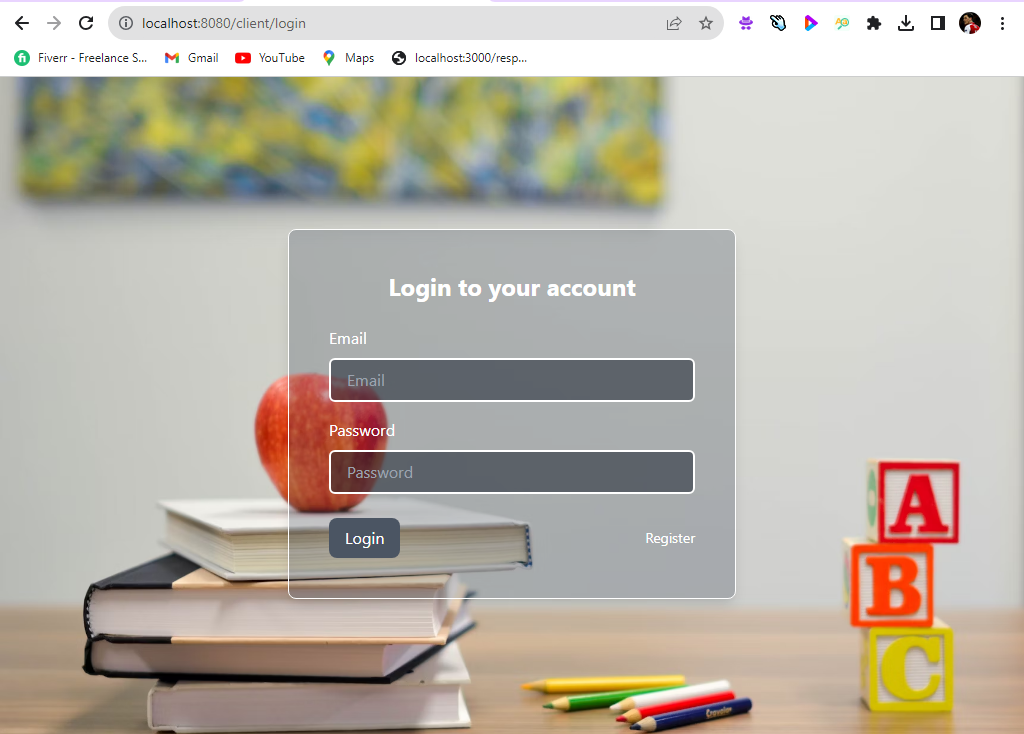 localhost:8080/client/login
Fiverr - Freelance S... Gmail YouTube Maps localhost:3000/resp...
Login to your account
Email
Email
Password
Password
Login Register
A
B
C
Crayola